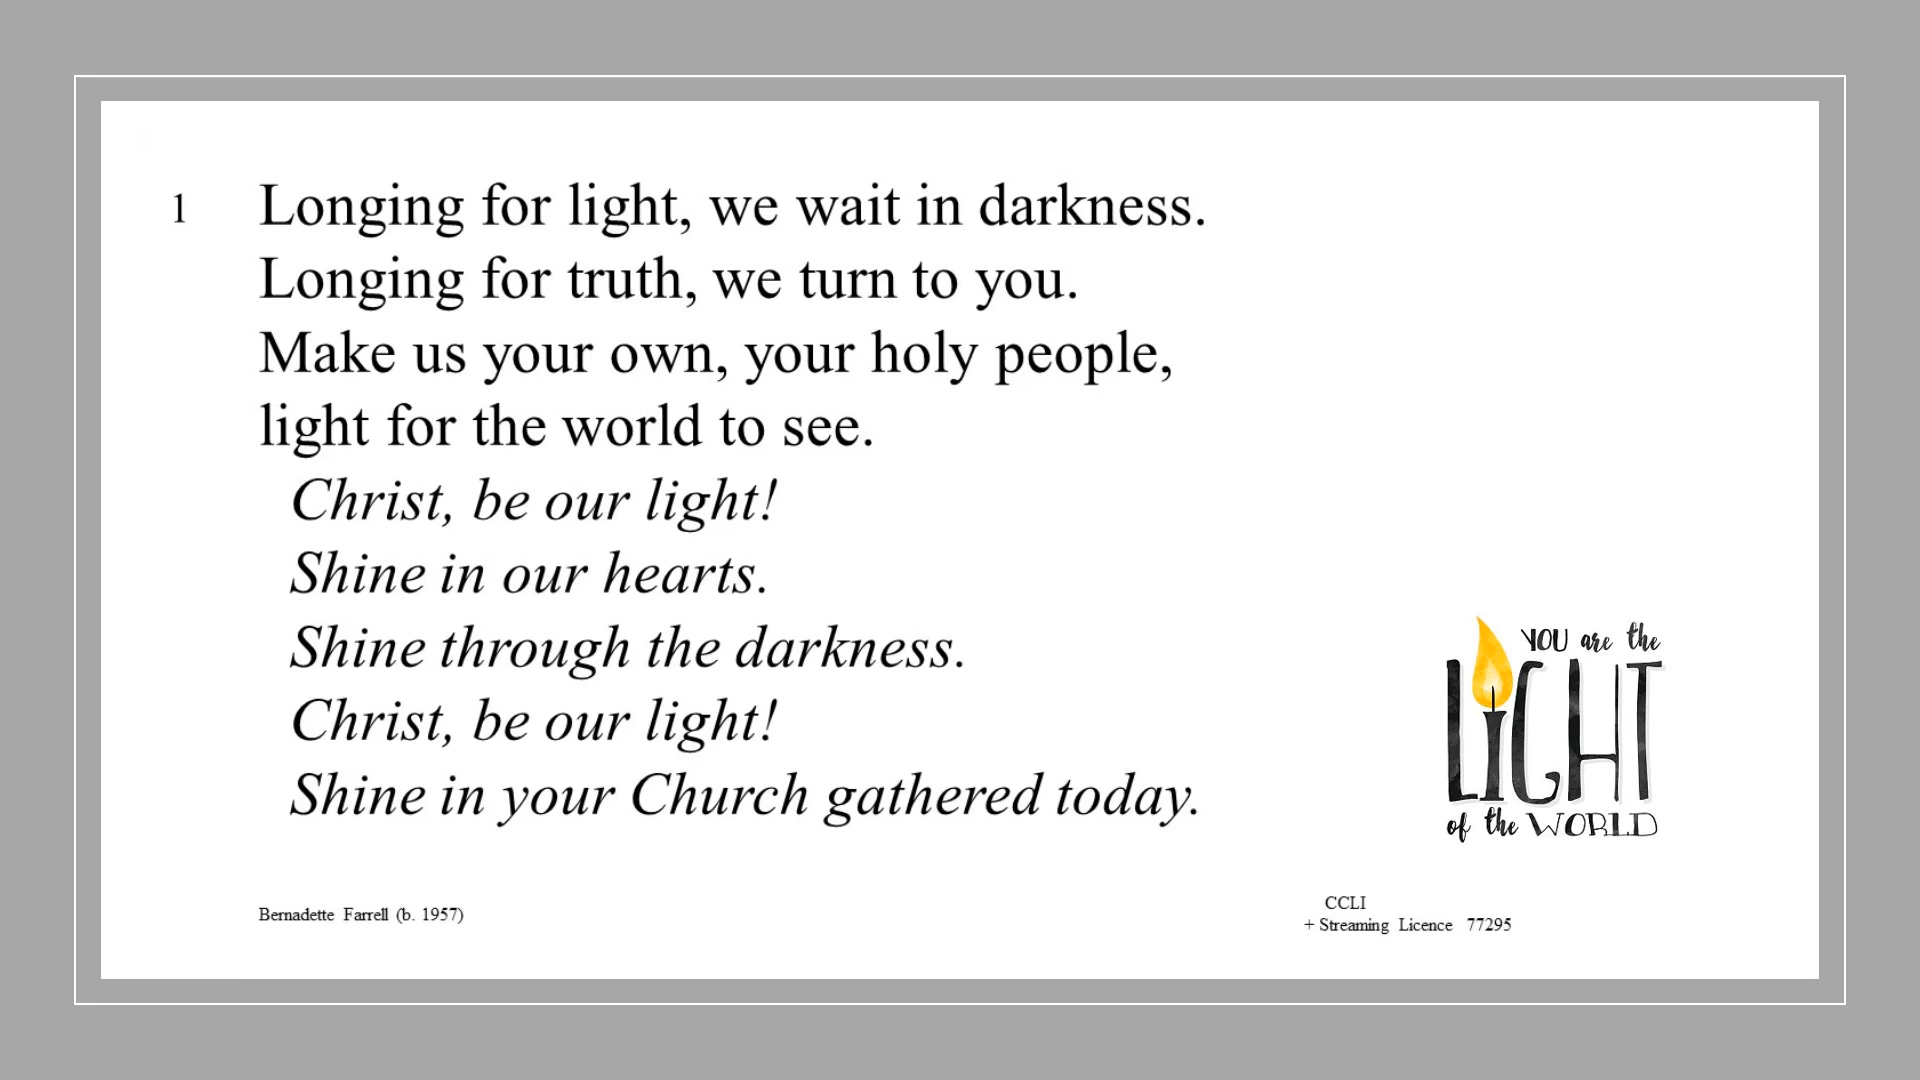 1 Longing for light, we wait in darkness.
Longing for truth, we turn to you.
Make us your own, your holy people,
light for the world to see.
Christ, be our light!
Shine in our hearts.
Shine through the darkness.
Christ, be our light!
Shine in your Church gathered today.
YOU are the
LIGHT
of the WORLD
Bernadette Farrell (b. 1957)
CCLI
+ Streaming Licence 77295